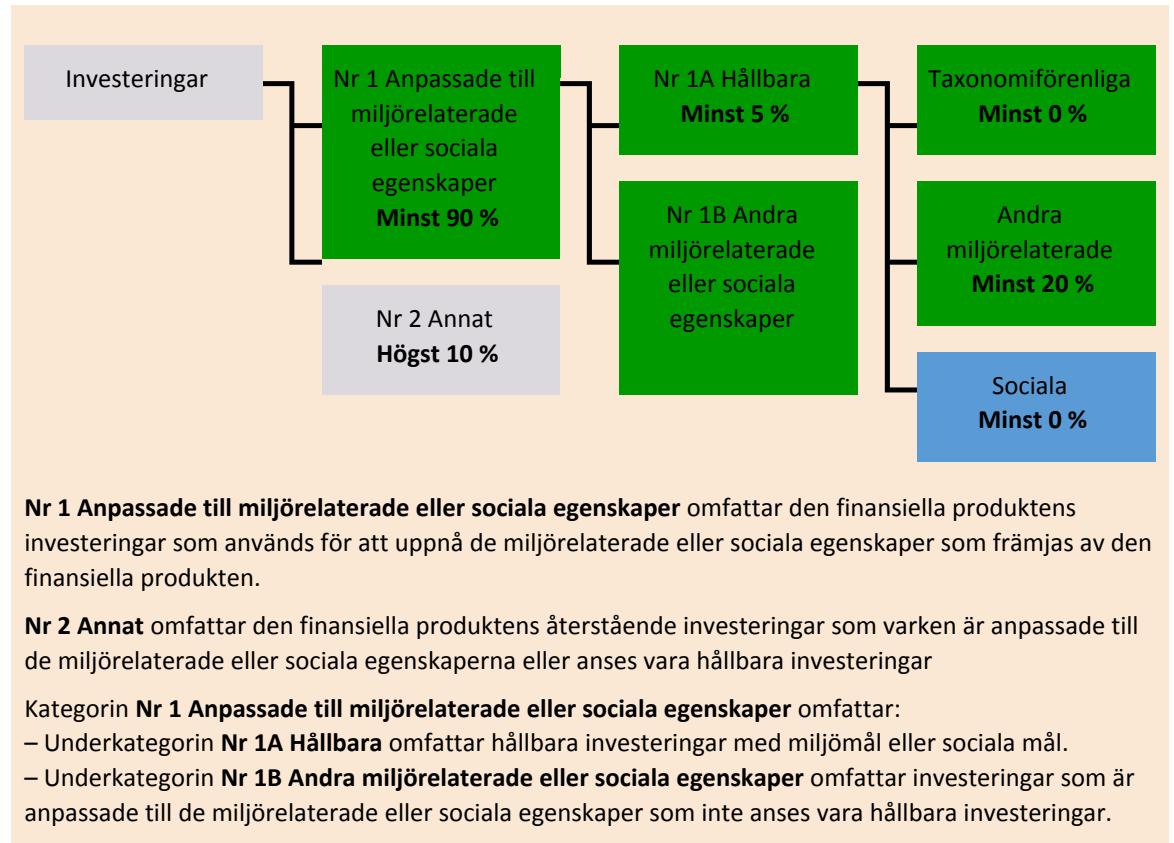 Investeringar
Nr 1 Anpassade till
miljörelaterade
eller sociala
egenskaper
Minst 90 %
Nr 2 Annat
Högst 10 %
Nr 1A Hållbara
Minst 5 %
Nr 1B Andra
miljörelaterade
eller sociala
egenskaper
Taxonomiförenliga
Minst 0 %
Andra
miljörelaterade
Minst 20 %
Sociala
Minst 0 %
Nr 1 Anpassade till miljörelaterade eller sociala egenskaper omfattar den finansiella produktens
investeringar som används för att uppnå de miljörelaterade eller sociala egenskaper som främjas av den
finansiella produkten.
Nr 2 Annat omfattar den finansiella produktens återstående investeringar som varken är anpassade till
de miljörelaterade eller sociala egenskaperna eller anses vara hållbara investeringar
Kategorin Nr 1 Anpassade till miljörelaterade eller sociala egenskaper omfattar:
– Underkategorin Nr 1A Hållbara omfattar hållbara investeringar med miljömål eller sociala mål.
– Underkategorin Nr 1B Andra miljörelaterade eller sociala egenskaper omfattar investeringar som är
anpassade till de miljörelaterade eller sociala egenskaper som inte anses vara hållbara investeringar.